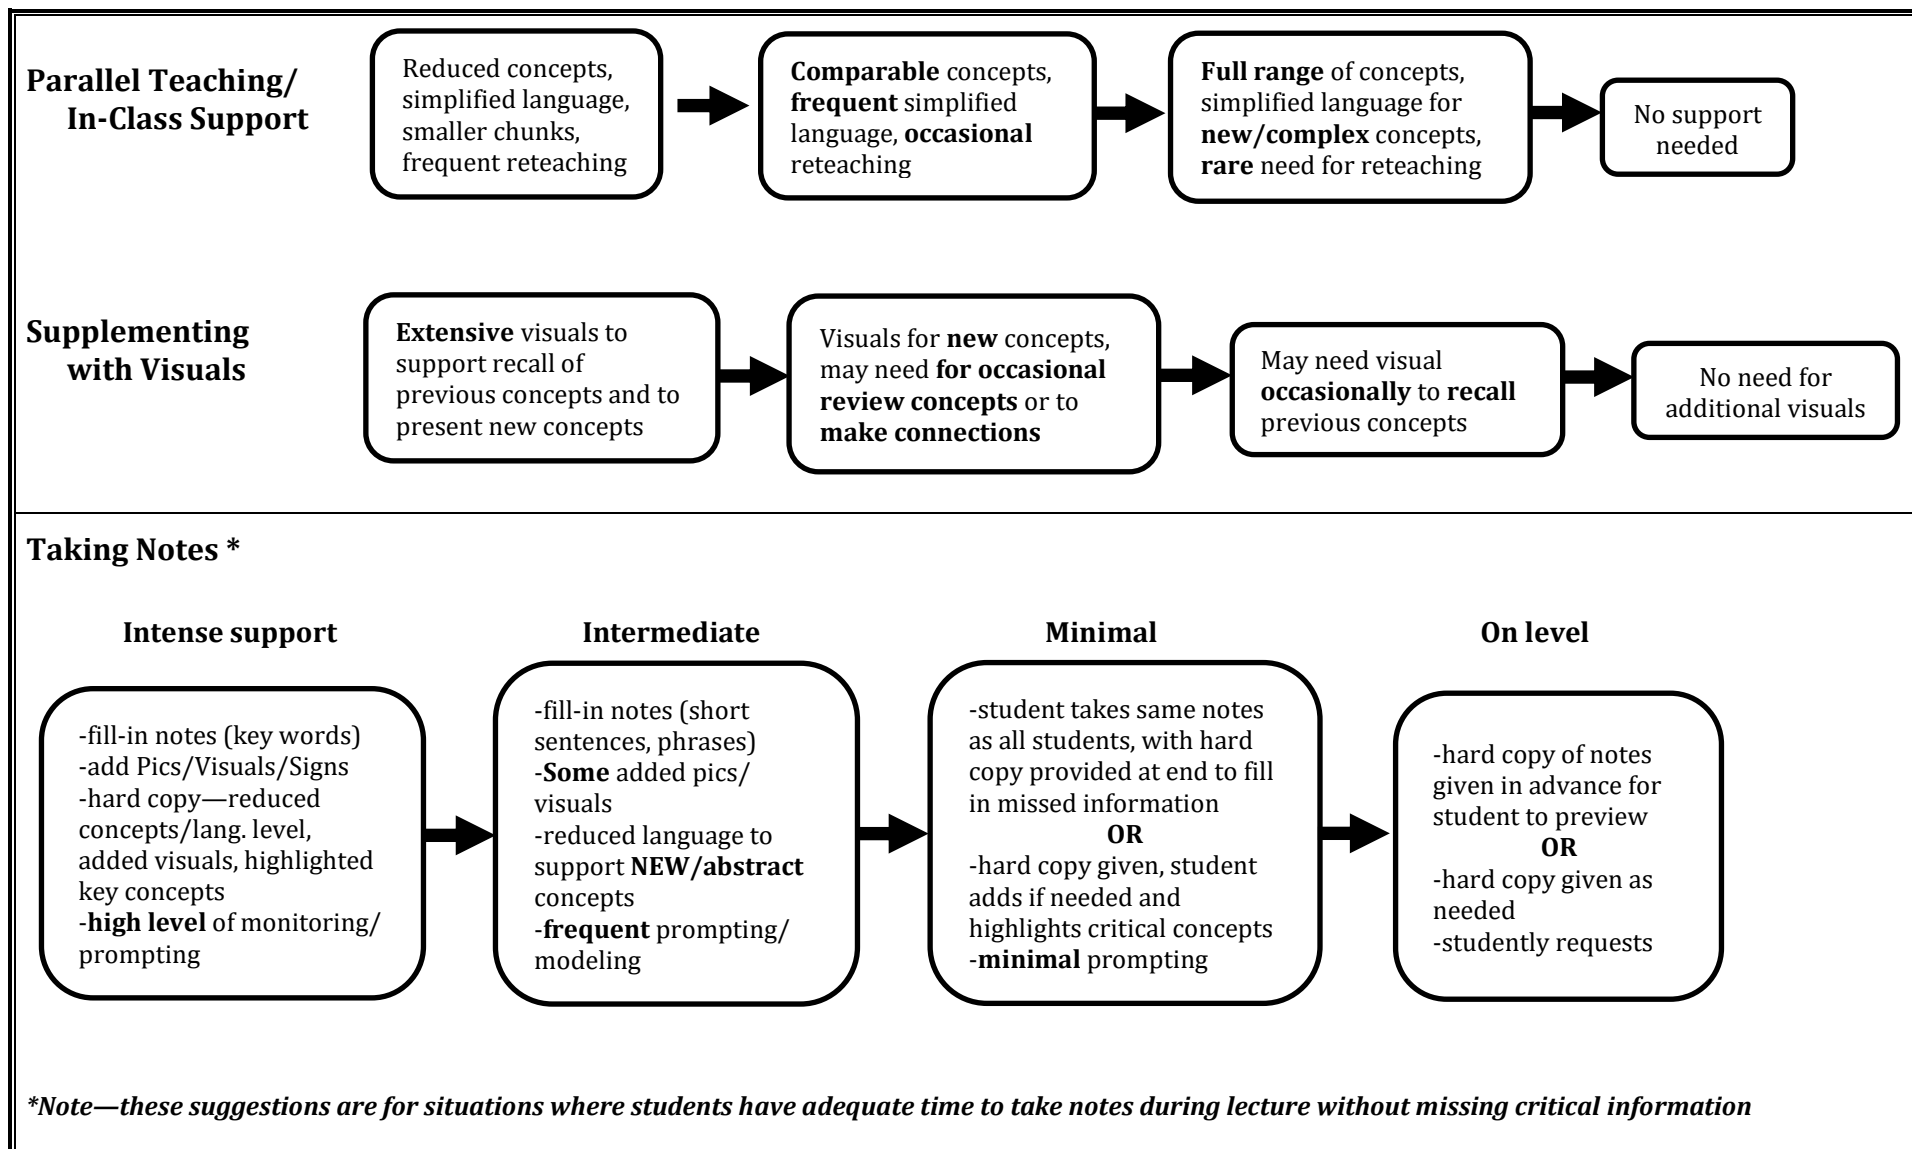 Parallel Teaching/
In-Class Support
Reduced concepts,
simplified language,
smaller chunks,
frequent reteaching
Comparable concepts,
frequent simplified
language, occasional
reteaching
Full range of concepts,
simplified language for
new/complex concepts,
rare need for reteaching
No support
needed
Supplementing
with Visuals
Extensive visuals to
support recall of
previous concepts and to
present new concepts
Visuals for new concepts,
may need for occasional
review concepts or to
make connections
May need visual
occasionally to recall
previous concepts
No need for
additional visuals
Taking Notes *
Intense support
Intermediate
Minimal
On level
-fill-in notes (key words)
-add Pics/Visuals/Signs
-hard copy—reduced
concepts/lang. level,
added visuals, highlighted
key concepts
-high level of monitoring/
prompting
-fill-in notes (short
sentences, phrases)
-Some added pics/
visuals
-reduced language to
support NEW/abstract
concepts
-frequent prompting/
modeling
-student takes same notes
as all students, with hard
copy provided at end to fill
in missed information
OR
-hard copy given, student
adds if needed and
highlights critical concepts
-minimal prompting
-hard copy of notes
given in advance for
student to preview
OR
-hard copy given as
needed
-studently requests
*Note—these suggestions are for situations where students have adequate time to take notes during lecture without missing critical information